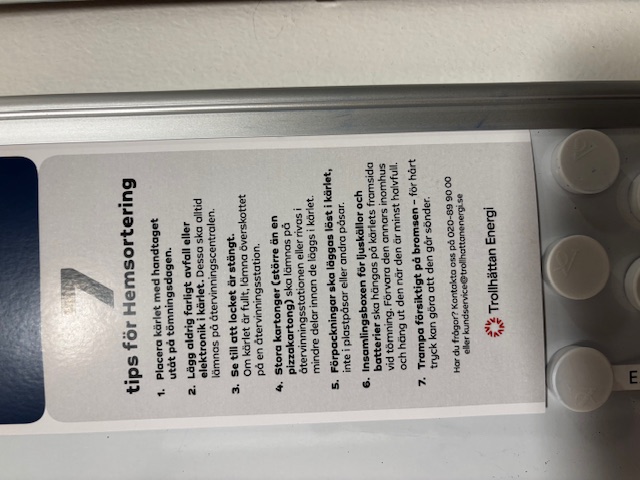 7
tips för Hemsortering
1. Placera kärlet med handtaget
utåt på tömningsdagen.
2. Lägg aldrig farligt avfall eller
elektronik i kärlet. Dessa ska alltid
lämnas på återvinningscentralen.
3. Se till att locket är stängt.
Om kärlet är fullt, lämna överskottet
på en återvinningsstation.
4. Stora kartonger (större än en
pizzakartong) ska lämnas på
återvinningsstationen eller rivas i
mindre delar innan de läggs i kärlet.
5. Förpackningar ska läggas löst i kärlet,
inte i plastpåsar eller andra påsar.
6. Insamlingsboxen för ljuskällor och
batterier ska hängas på kärlets framsida
vid tömning. Förvara den annars inomhus
och häng ut den när den är minst halvfull.
7. Trampa försiktigt på bromsen – för hårt
tryck kan göra att den går sönder.
Har du frågor? Kontakta oss på 020-89 90 00
eller kundservice@trollhattanenergi.se
Trollhättan Energi
E